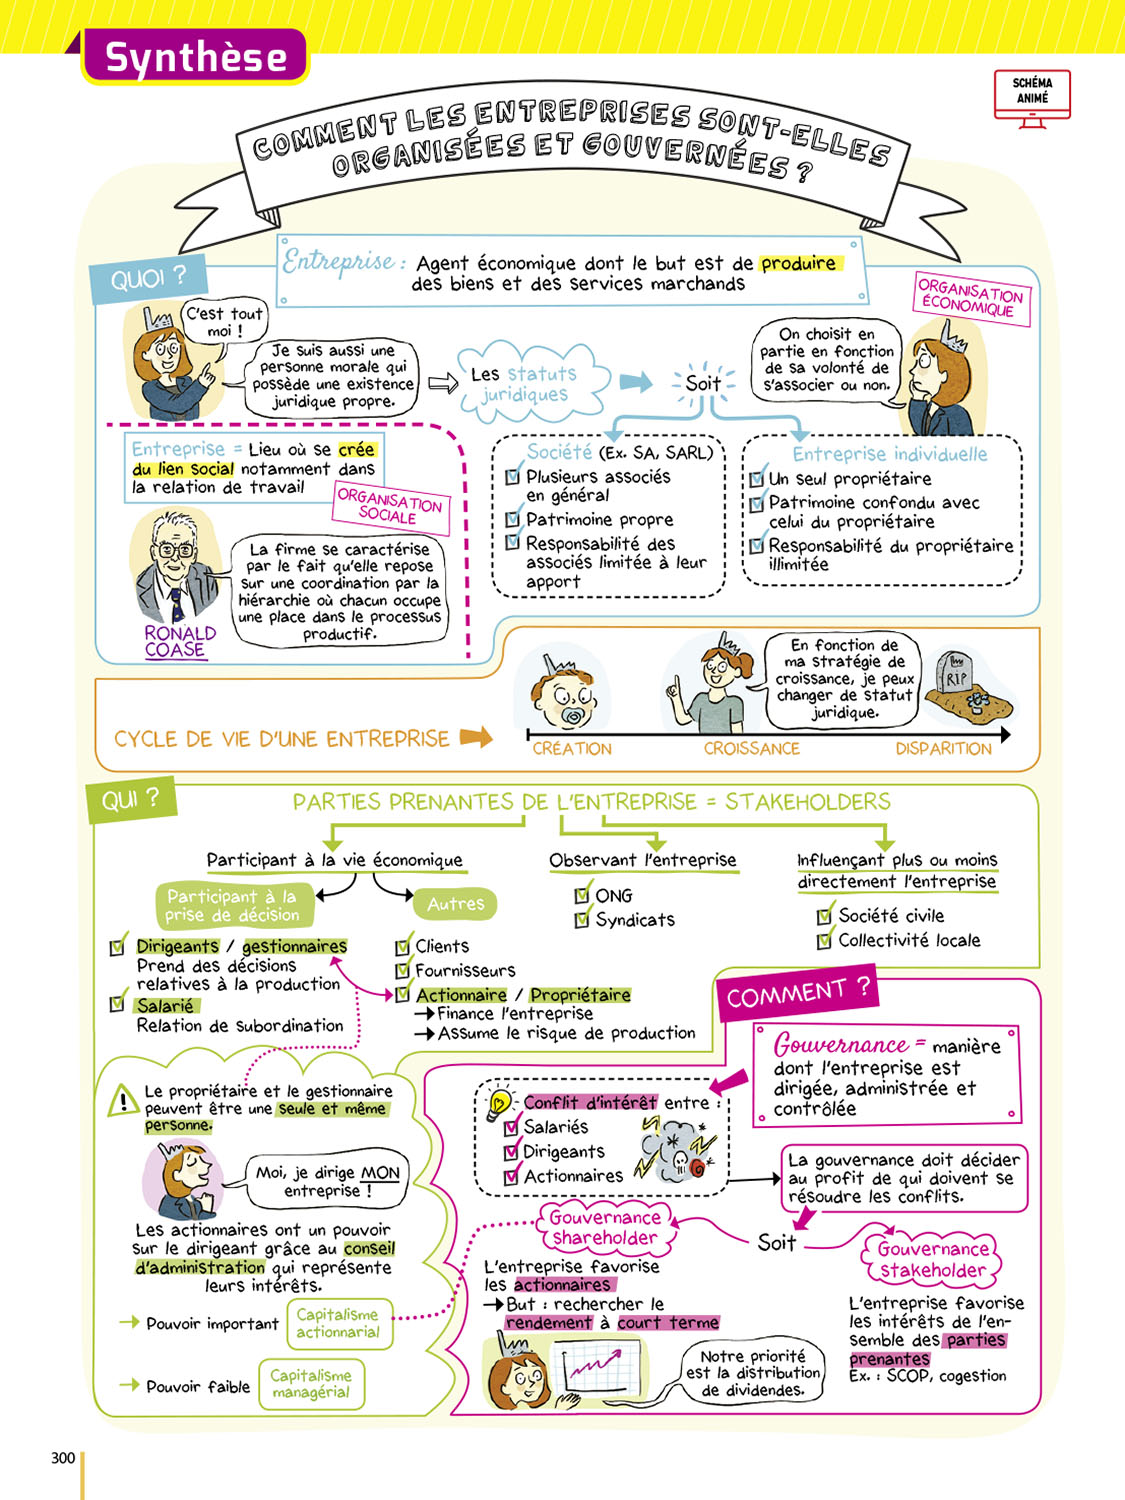 Synthèse
SCHÉMA
ANIMÉ
COMMENT LES ENTREPRISES SONT-ELLES
ORGANISÉES ET GOUVERNÉES ?
QUOI ?
Entreprise : Agent économique dont le but est de produire
des biens et des services marchands
ORGANISATION
ÉCONOMIQUE
C'est tout
moi !
Je suis aussi une
personne morale qui
possède une existence
juridique propre.
Les statuts
juridiques
Soit
On choisit en
partie en fonction
de sa volonté de
s'associer ou non.
Entreprise = Lieu où se crée
du lien social notamment dans
la relation de travail
ORGANISATION
SOCIALE
La firme se caractérise
par le fait qu'elle repose
sur une coordination par la
hiérarchie où chacun occupe
une place dans le processus
productif.
RONALD
COASE
Société (Ex. SA, SARL)
Plusieurs associés
en général
Patrimoine propre
Responsabilité des
associés limitée à leur
apport
Entreprise individuelle
Un seul propriétaire
Patrimoine confondu avec
celui du propriétaire
Responsabilité du propriétaire
illimitée
CYCLE DE VIE D'UNE ENTREPRISE
En fonction de
ma stratégie de
croissance, je peux
changer de statut
juridique.
RIP
CRÉATION
CROISSANCE
DISPARITION
QUI ?
PARTIES PRENANTES DE L'ENTREPRISE = STAKEHOLDERS
Participant à la vie économique
Participant à la
prise de décision
Autres
Dirigeants / gestionnaires
Prend des décisions
relatives à la production
Salarié
Relation de subordination
Clients
Fournisseurs
Actionnaire / Propriétaire
→ Finance l'entreprise
→ Assume le risque de production
Observant l'entreprise
ONG
Syndicats
Influençant plus ou moins
directement l'entreprise
Société civile
Collectivité locale
! Le propriétaire et le gestionnaire
peuvent être une seule et même
personne.
Moi, je dirige MON
entreprise !
Les actionnaires ont un pouvoir
sur le dirigeant grâce au conseil
d'administration qui représente
leurs intérêts.
→ Pouvoir important
Capitalisme
actionnarial
→ Pouvoir faible
Capitalisme
managérial
COMMENT ?
Gouvernance = manière
dont l'entreprise est
dirigée, administrée et
contrôlée
Conflit d'intérêt entre :
Salariés
Dirigeants
Actionnaires
La gouvernance doit décider
au profit de qui doivent se
résoudre les conflits.
Soit
Gouvernance
shareholder
L'entreprise favorise
les actionnaires
→ But : rechercher le
rendement à court terme
Notre priorité
est la distribution
de dividendes.
Gouvernance
stakeholder
L'entreprise favorise
les intérêts de l'en-
semble des parties
prenantes
Ex. : SCOP, cogestion
300